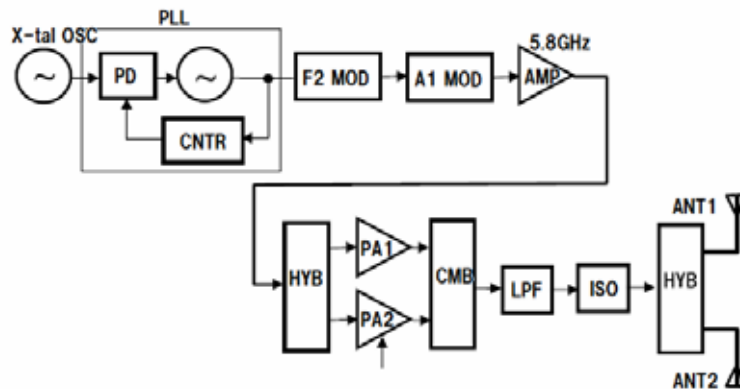 PLL
X-tal OSC
5.8GHz
PD
F2 MOD
A1 MOD
AMP
CNTR
ANT1
PA1
HYB
CMB
LPF
ISO
HYB
PA2
ANT2